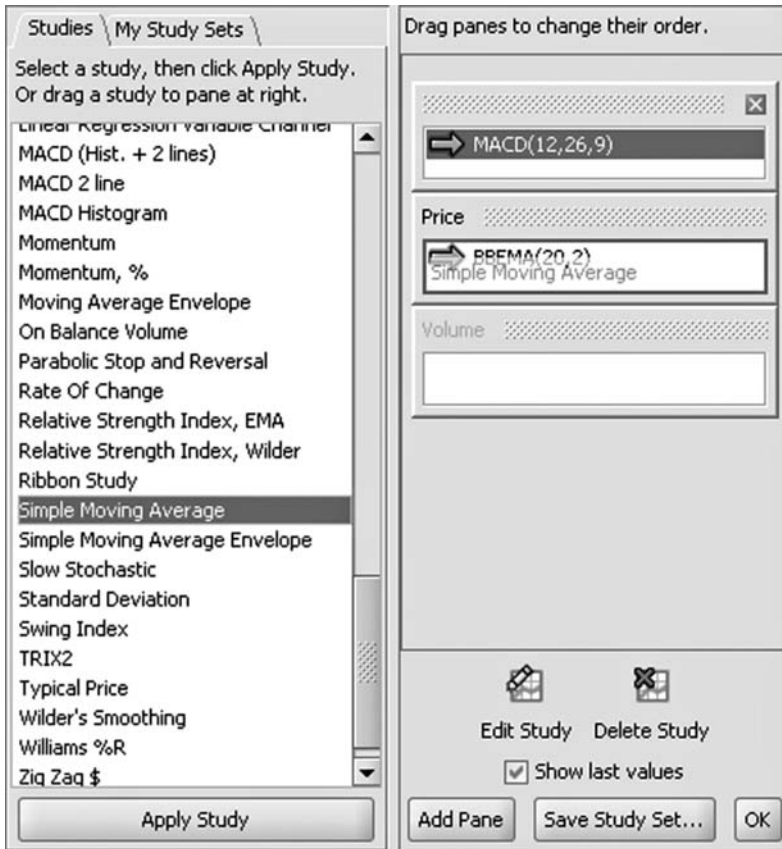 Studies
My Study Sets
Select a study, then click Apply Study.
Or drag a study to pane at right.
Linear Regression Variable Channel
MACD (Hist. + 2 lines)
MACD 2 line
MACD Histogram
Momentum
Momentum, %
Moving Average Envelope
On Balance Volume
Parabolic Stop and Reversal
Rate Of Change
Relative Strength Index, EMA
Relative Strength Index, Wilder
Ribbon Study
Simple Moving Average
Simple Moving Average Envelope
Slow Stochastic
Standard Deviation
Swing Index
TRIX2
Typical Price
Wilder's Smoothing
Williams %R
Zig Zag $
Apply Study
Drag panes to change their order.
MACD(12,26,9)
Price
BBEMA(20,2)
Simple Moving Average
Volume
Edit Study
Delete Study
Show last values
Add Pane
Save Study Set...
OK